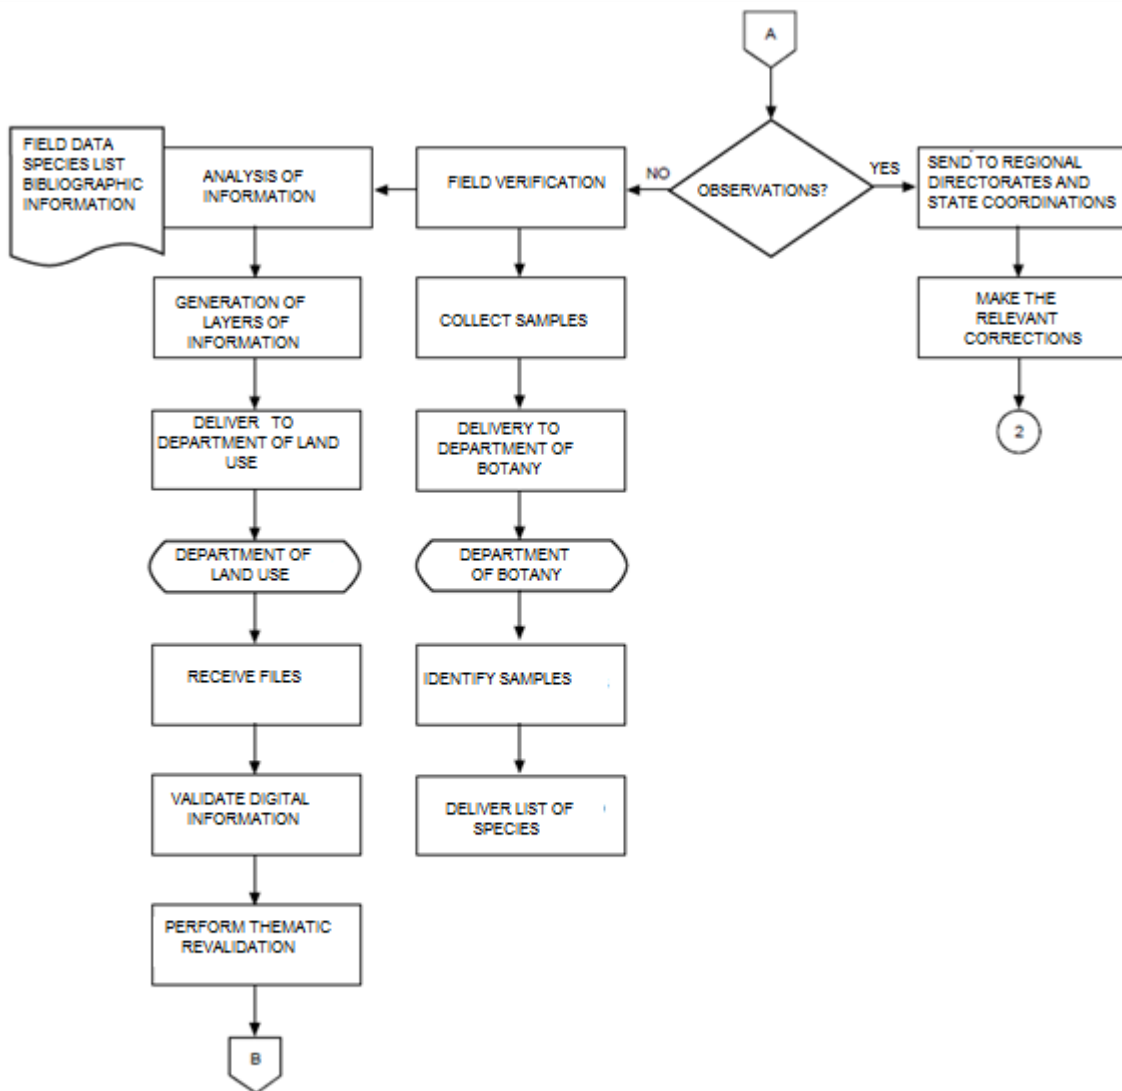 A
FIELD DATA
SPECIES LIST
BIBLIOGRAPHIC
INFORMATION
ANALYSIS OF
INFORMATION
FIELD VERIFICATION
NO
OBSERVATIONS?
YES
SEND TO REGIONAL
DIRECTORATES AND
STATE COORDINATIONS
GENERATION OF
LAYERS OF
INFORMATION
COLLECT SAMPLES
MAKE THE
RELEVANT
CORRECTIONS
DELIVER TO
DEPARTMENT OF LAND
USE
DELIVERY TO
DEPARTMENT OF
BOTANY
2
DEPARTMENT OF
LAND USE
DEPARTMENT
OF BOTANY
RECEIVE FILES
IDENTIFY SAMPLES
VALIDATE DIGITAL
INFORMATION
DELIVER LIST OF
SPECIES
PERFORM THEMATIC
REVALIDATION
B